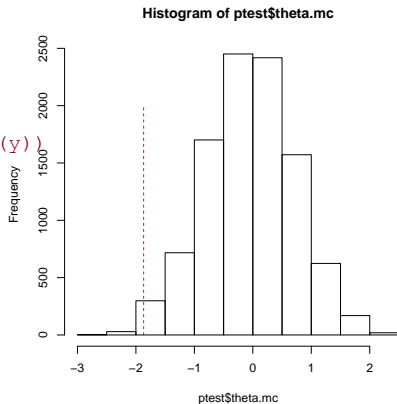 Histogram of ptest$theta.mc
2500
2000
(y))
1500
Frequency
1000
500
0
−3 −2 −1 0 1 2
ptest$theta.mc